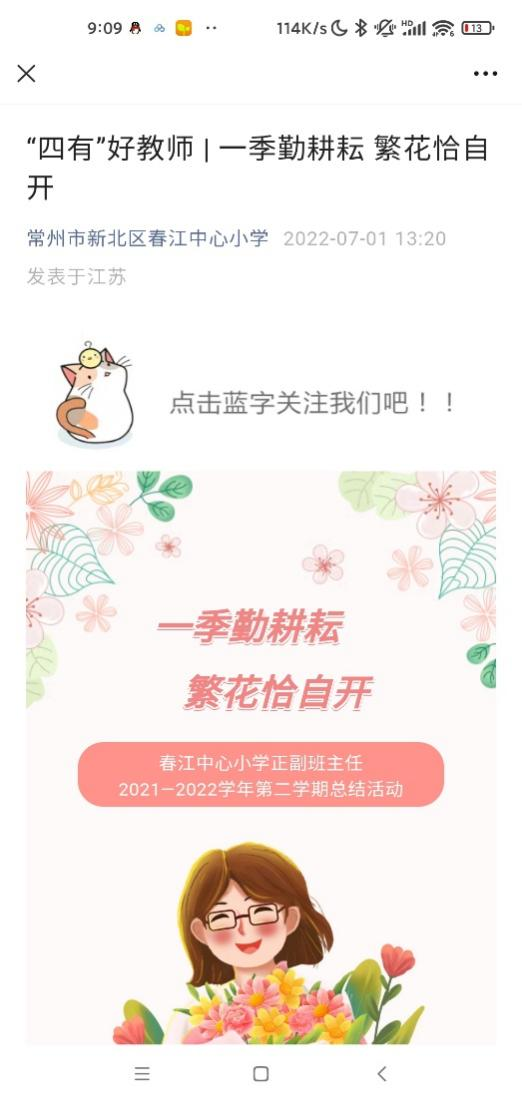 9:09
114K/s
HD
6
13
“四有”好教师 | 一季勤耕耘 繁花恰自
开
常州市新北区春江中心小学 2022-07-01 13:20
发表于江苏
点击蓝字关注我们吧！！
一季勤耕耘
繁花恰自开
春江中心小学正副班主任
2021—2022学年第二学期总结活动